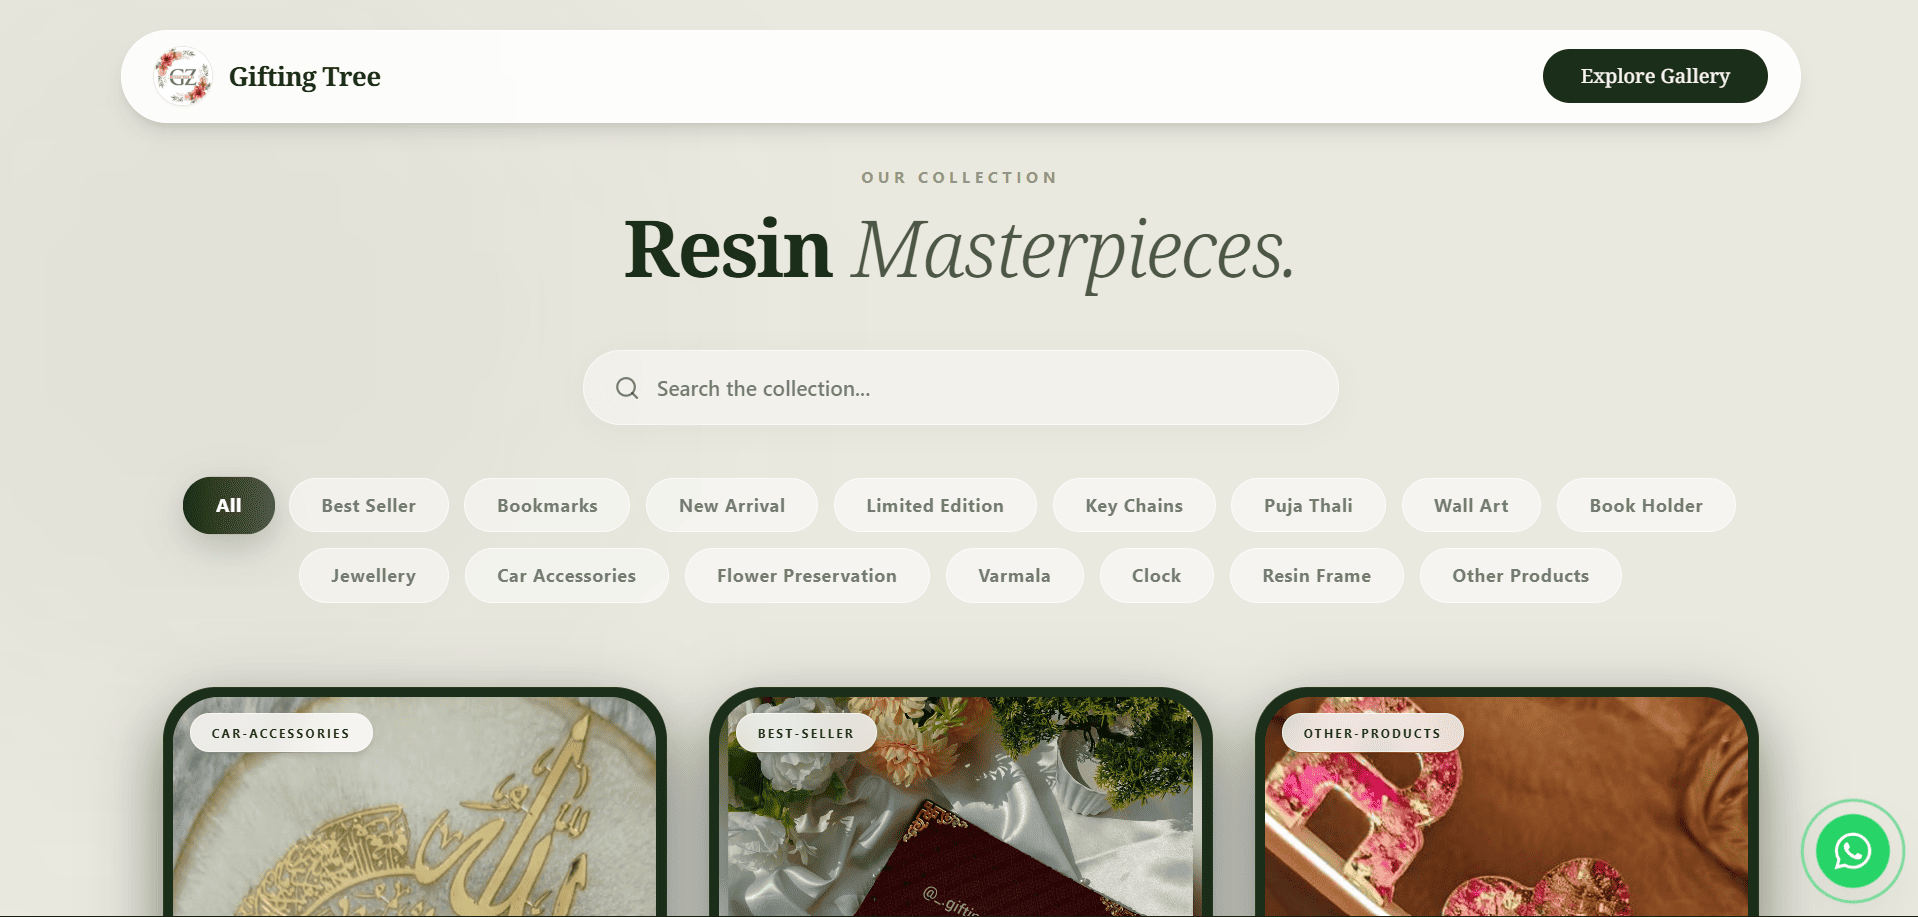 GZ
Gifting Tree
Explore Gallery
OUR COLLECTION
Resin Masterpieces.
Search the collection...
All
Best Seller
Bookmarks
New Arrival
Limited Edition
Key Chains
Puja Thali
Wall Art
Book Holder
Jewellery
Car Accessories
Flower Preservation
Varmala
Clock
Resin Frame
Other Products
CAR-ACCESSORIES
BEST-SELLER
OTHER-PRODUCTS